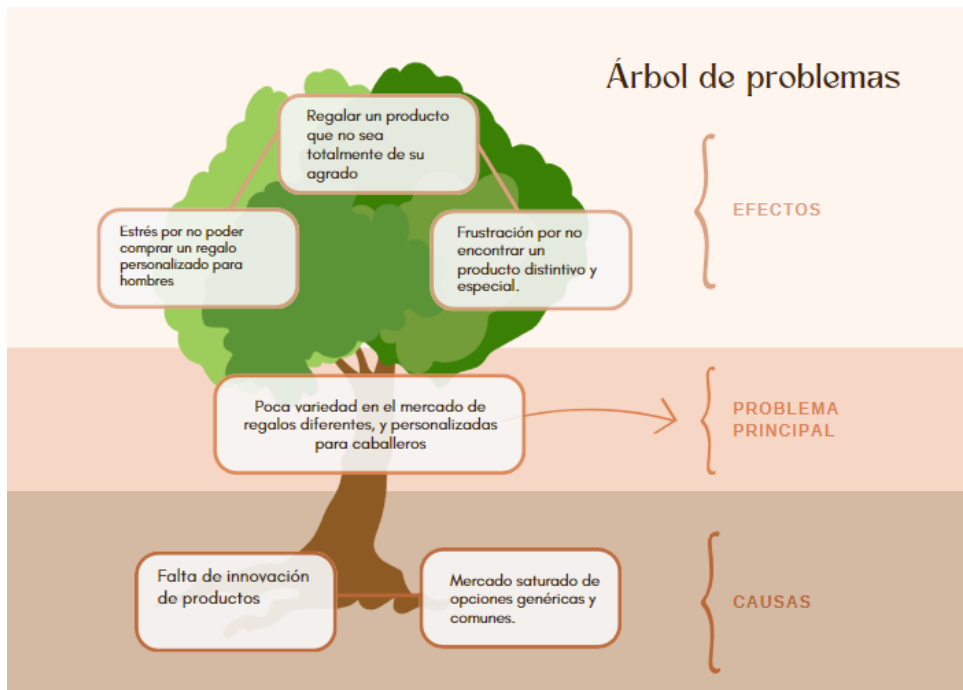 Árbol de problemas
Regalar un producto
que no sea
totalmente de su
agrado
Estrés por no poder
comprar un regalo
personalizado para
hombres
Frustración por no
encontrar un
producto distintivo y
especial.
EFECTOS
Poca variedad en el mercado de
regalos diferentes, y personalizadas
para caballeros
PROBLEMA
PRINCIPAL
Falta de innovación
de productos
Mercado saturado de
opciones genéricas y
comunes.
CAUSAS